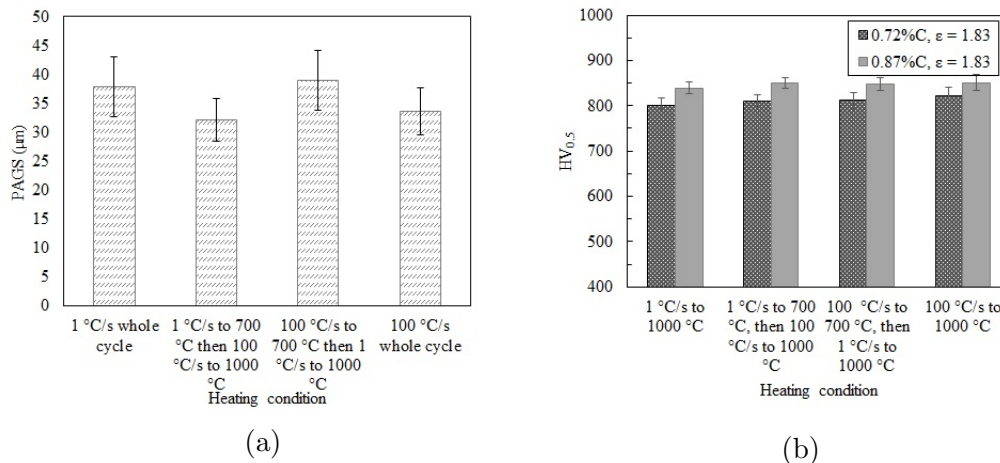 50
45
40
35
30
25
20
15
10
5
0
PAGS (µm)
1 °C/s whole
cycle
1 °C/s to 700
°C then 100
°C/s to 1000
°C
100 °C/s to
700 °C then 1
°C/s to 1000
°C
100 °C/s
whole cycle
Heating condition
(a)
1000
900
800
700
600
500
400
HV0.5
0.72%C, ε = 1.83
0.87%C, ε = 1.83
1 °C/s to
1000 °C
1 °C/s to 700
°C, then 100
°C/s to 1000
°C
100 °C/s to
700 °C, then
1 °C/s to
1000 °C
100 °C/s to
1000 °C
Heating condition
(b)